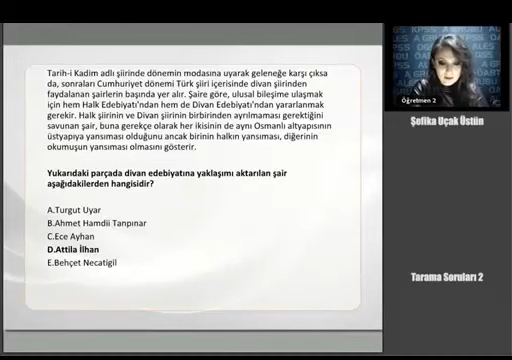 Tarih-i Kadim adlı şiirinde dönemin modasına uyarak geleneğe karşı çıksa
da, sonraları Cumhuriyet dönemi Türk şiiri içerisinde divan şiirinden
faydalanan şairlerin başında yer alır. Şaire göre, ulusal bileşime ulaşmak
için hem Halk Edebiyatı'ndan hem de Divan Edebiyatı'ndan yararlanmak
gerekir. Halk şiirinin ve Divan şiirinin birbirinden ayrılmaması gerektiğini
savunan şair, buna gerekçe olarak her ikisinin de aynı Osmanlı altyapısının
üstyapıya yansıması olduğunu ancak birinin halkın yansıması, diğerinin
okumuşun yansıması olmasını gösterir.
Yukarıdaki parçada divan edebiyatına yaklaşımı aktarılan şair
aşağıdakilerden hangisidir?
A.Turgut Uyar
B.Ahmet Hamdii Tanpınar
C.Ece Ayhan
D.Attila İlhan
E.Behçet Necatigil
Öğretmen 2
Şefika Uçak Üstün
Tarama Soruları 2